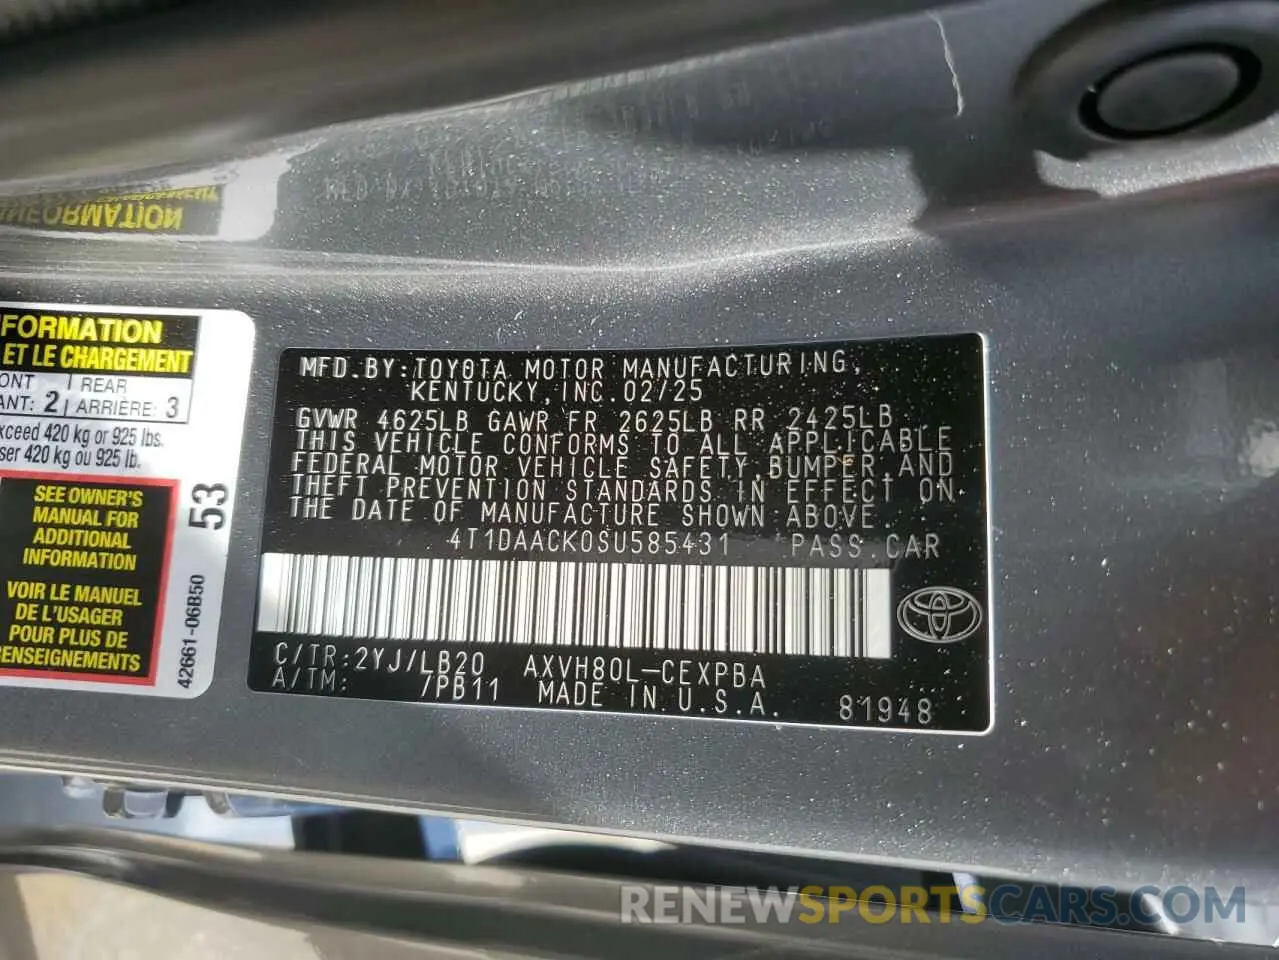 INFORMATION
FORMATION
ET LE CHARGEMENT
ONT | REAR
ANT: 2 | ARRIÈRE: 3
xceed 420 kg or 925 lbs.
ser 420 kg ou 925 lb.
SEE OWNER'S
MANUAL FOR
ADDITIONAL
INFORMATION
VOIR LE MANUEL
DE L'USAGER
POUR PLUS DE
RENSEIGNEMENTS
53
42661-06B50
MFD.BY:TOYOTA MOTOR MANUFACTURING,
KENTUCKY,INC.02/25
GVWR 4625LB GAWR FR 2625LB RR 2425LB
THIS VEHICLE CONFORMS TO ALL APPLICABLE
FEDERAL MOTOR VEHICLE SAFETY,BUMPER,AND
THEFT PREVENTION STANDARDS IN EFFECT ON
THE DATE OF MANUFACTURE SHOWN ABOVE.
4T1DAACK0SU585431 PASS.CAR
C/TR:2YJ/LB20 AXVH80L-CEXPBA
A/TM: 7PB11 MADE IN U.S.A. 81948
RENEWSPORTSCARS.COM